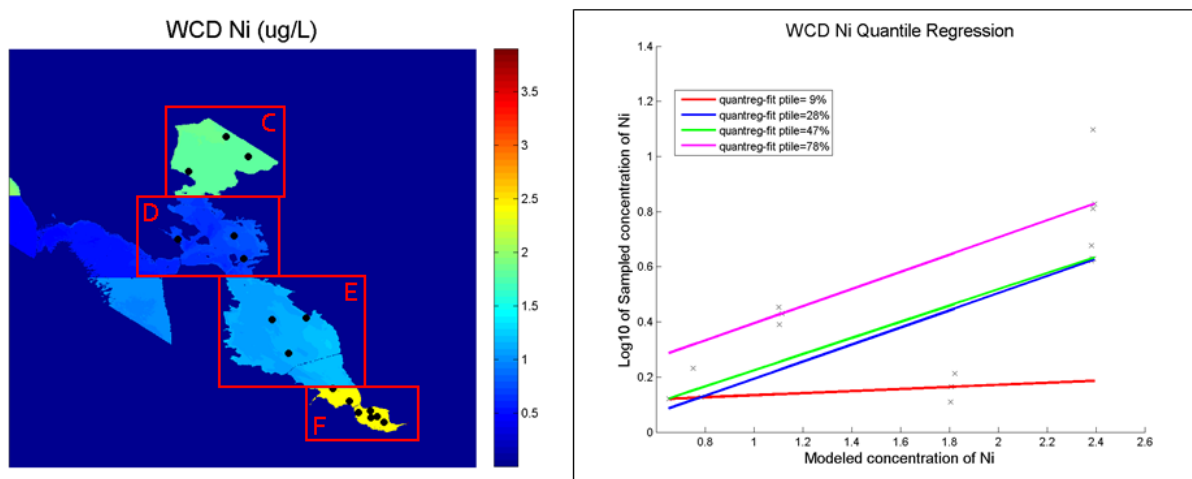 WCD Ni (ug/L)
C
D
E
F
3.5
3
2.5
2
1.5
1
0.5
WCD Ni Quantile Regression
1.4
1.2
1
0.8
0.6
0.4
0.2
0
Log10 of Sampled concentration of Ni
quantreg-fit ptile= 9%
quantreg-fit ptile=28%
quantreg-fit ptile=47%
quantreg-fit ptile=78%
0.8 1 1.2 1.4 1.6 1.8 2 2.2 2.4 2.6
Modeled concentration of Ni